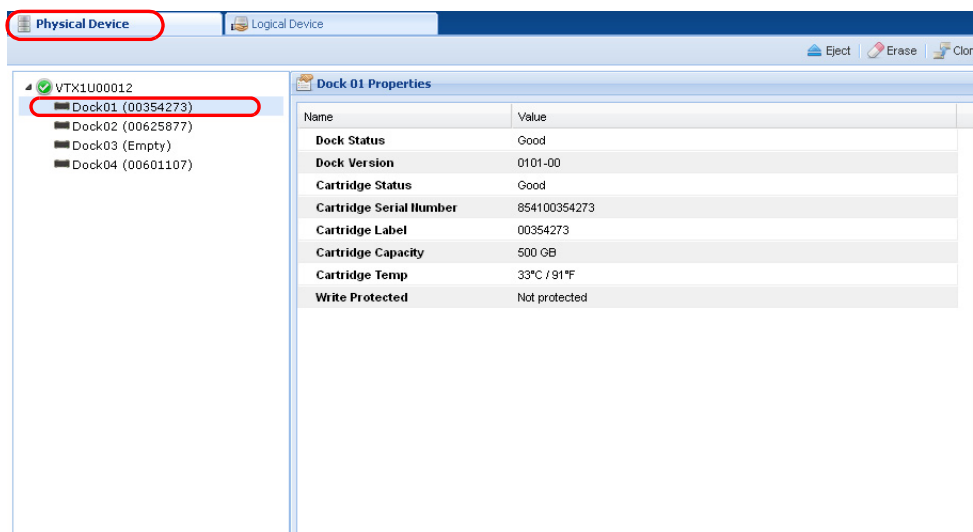 Physical Device
Logical Device
Eject
Erase
VTX1U00012
Dock01 (00354273)
Dock02 (00625877)
Dock03 (Empty)
Dock04 (00601107)
Dock 01 Properties
Name Value
Dock Status Good
Dock Version 0101-00
Cartridge Status Good
Cartridge Serial Number 854100354273
Cartridge Label 00354273
Cartridge Capacity 500 GB
Cartridge Temp 33°C / 91°F
Write Protected Not protected